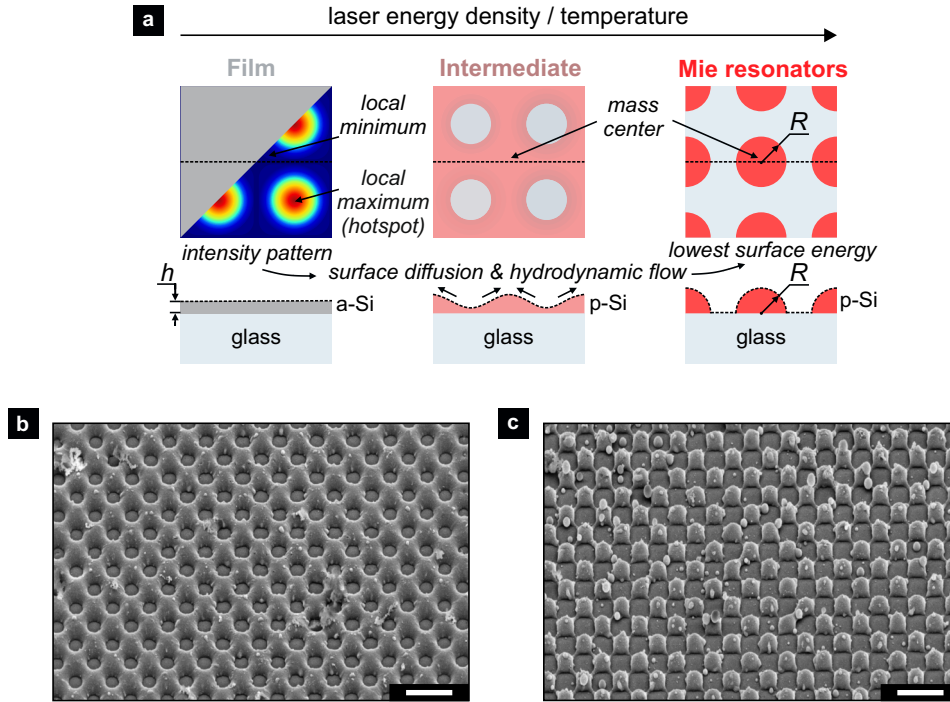 a
laser energy density / temperature
Film
Intermediate
Mie resonators
local
minimum
mass
center
R
local
maximum
(hotspot)
intensity pattern
lowest surface energy
surface diffusion & hydrodynamic flow
h
R
a-Si
p-Si
p-Si
glass
glass
b
c